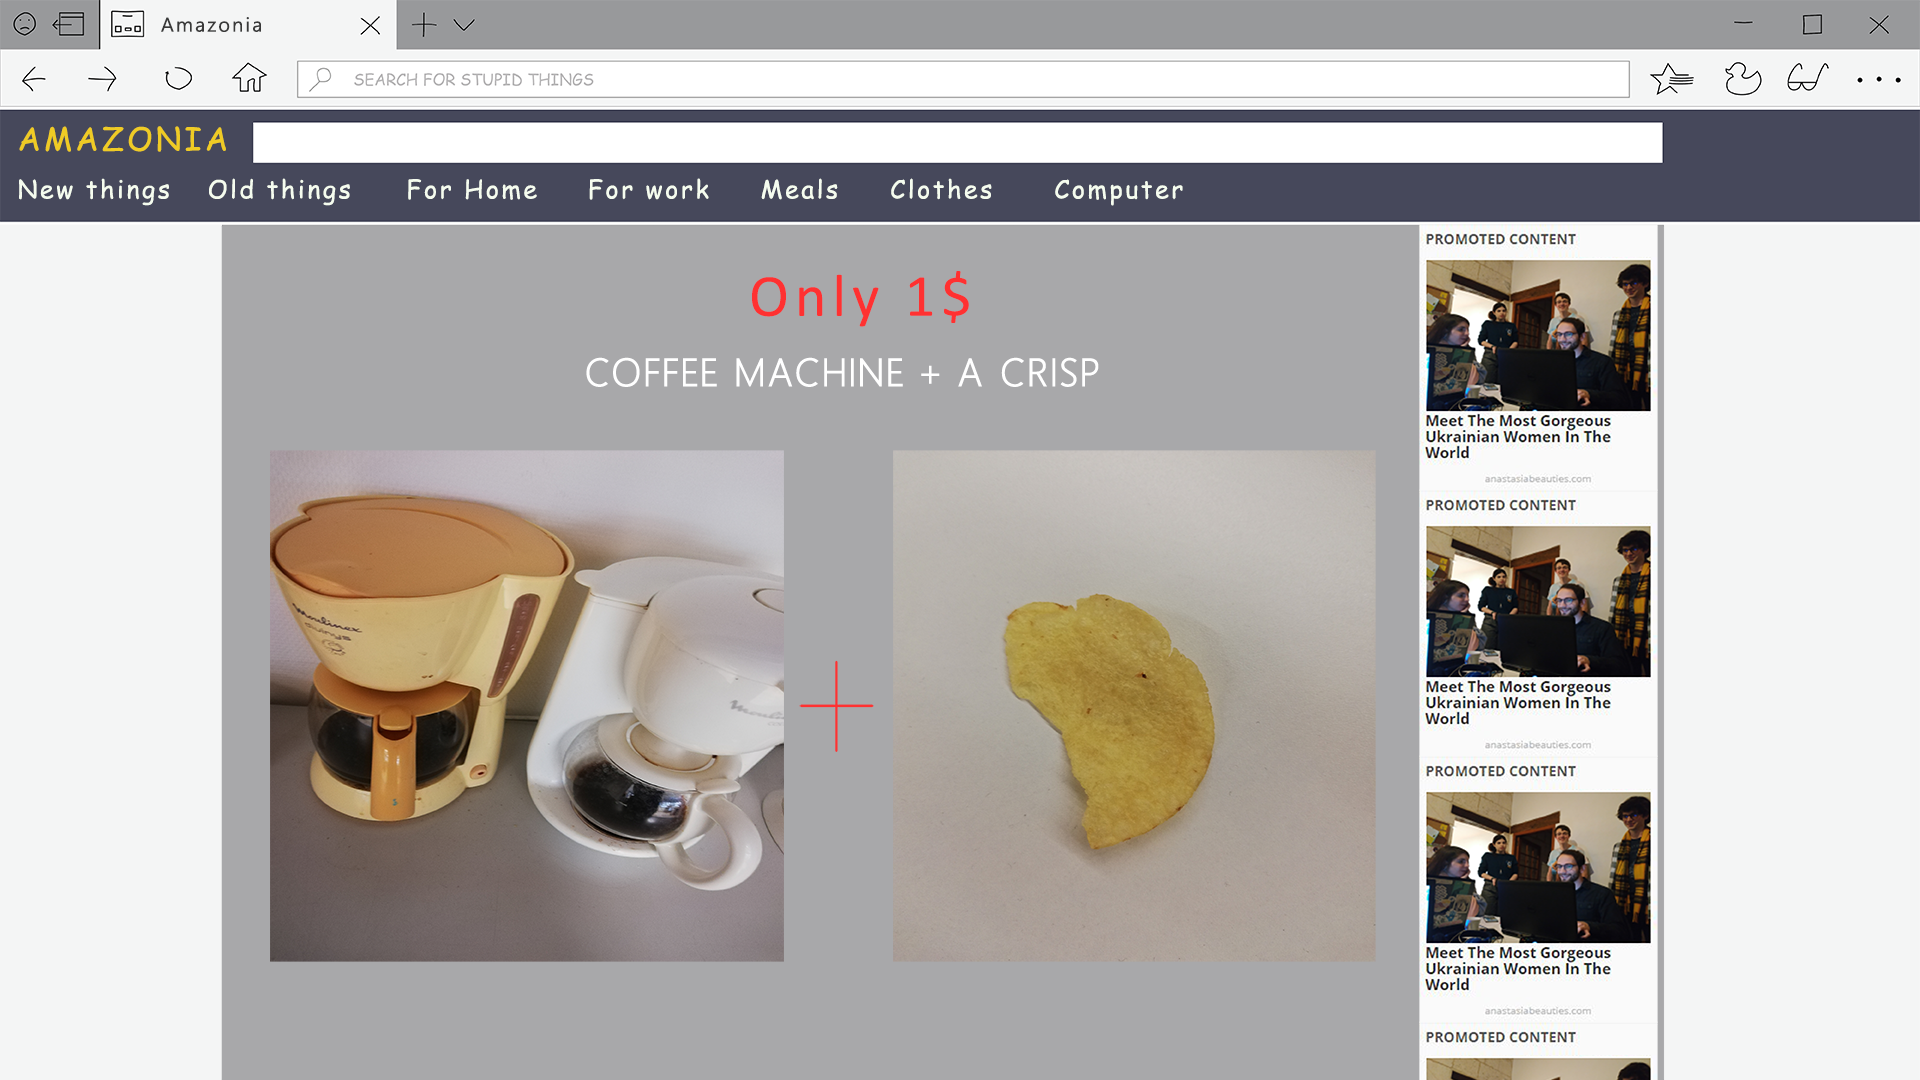 Amazonia
SEARCH FOR STUPID THINGS
AMAZONIA
New things Old things For Home For work Meals Clothes Computer
Only 1$
COFFEE MACHINE + A CRISP
moulinex
PROMOTED CONTENT
Meet The Most Gorgeous
Ukrainian Women In The
World
anastasiabeauties.com
PROMOTED CONTENT
Meet The Most Gorgeous
Ukrainian Women In The
World
anastasiabeauties.com
PROMOTED CONTENT
Meet The Most Gorgeous
Ukrainian Women In The
World
anastasiabeauties.com
PROMOTED CONTENT